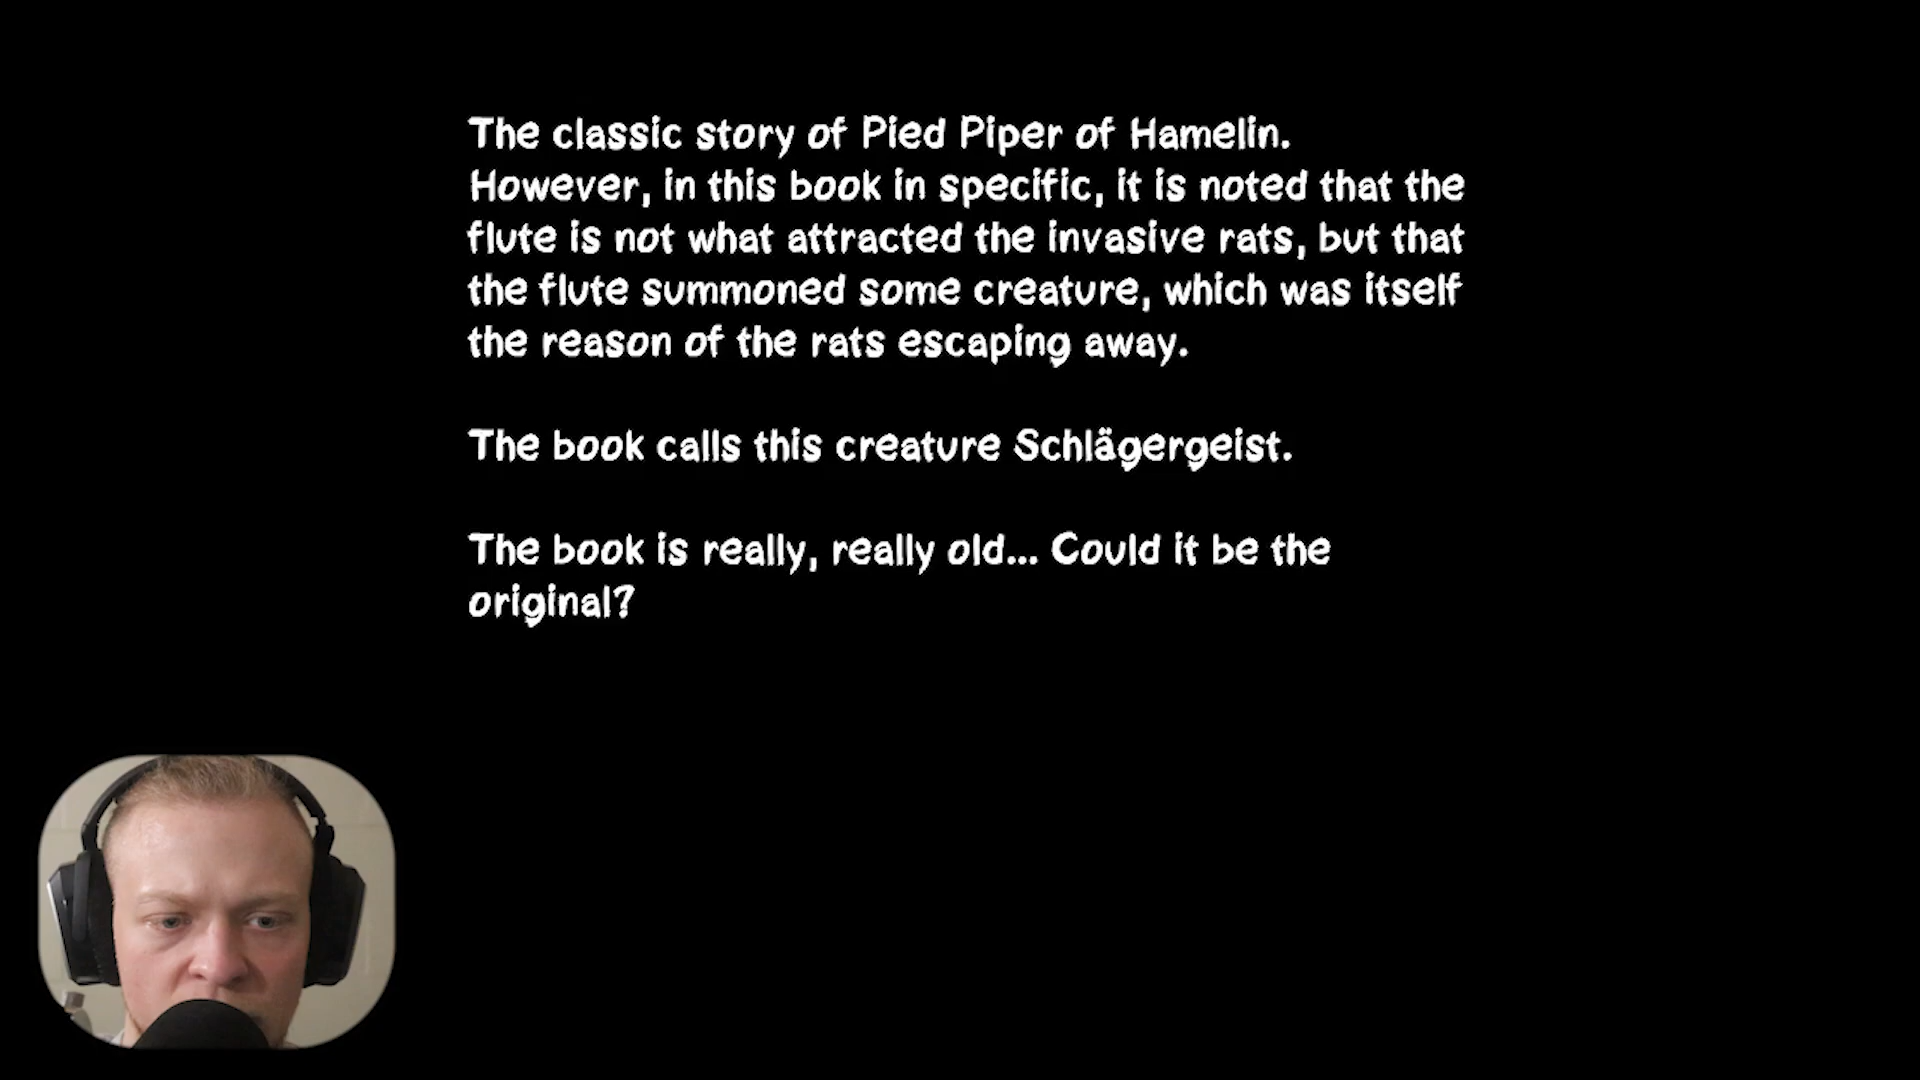 The classic story of Pied Piper of Hamelin.
However, in this book in specific, it is noted that the
flute is not what attracted the invasive rats, but that
the flute summoned some creature, which was itself
the reason of the rats escaping away.
The book calls this creature Schlägergeist.
The book is really, really old... Could it be the
original?